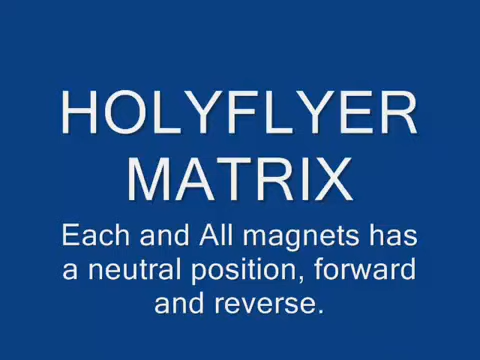 HOLYFLYER
MATRIX
Each and All magnets has
a neutral position, forward
and reverse.